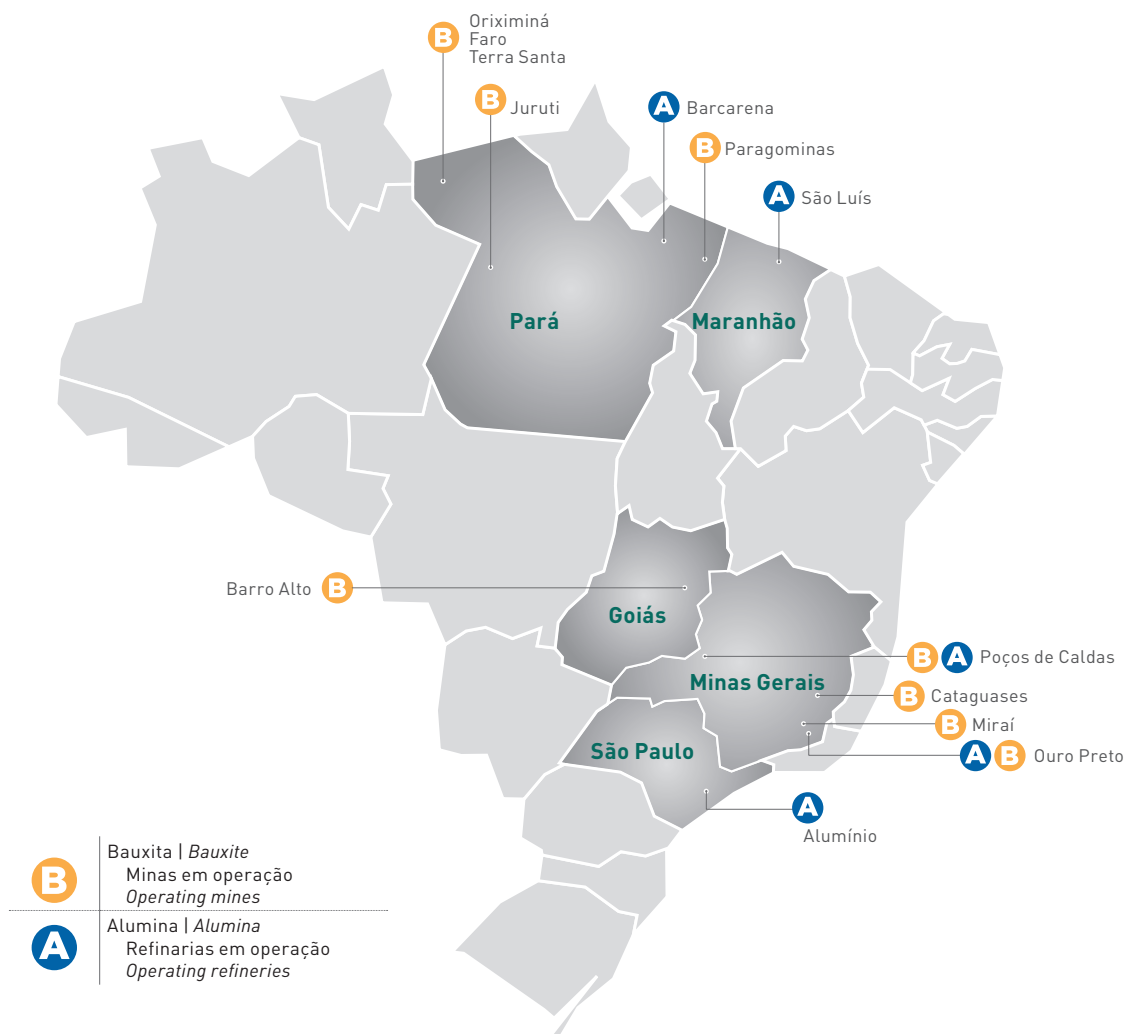 B
Oriximiná
Faro
Terra Santa
B Juruti
A Barcarena
B Paragominas
A São Luís
Pará
Maranhão
Barro Alto B
Goiás
B A Poços de Caldas
Minas Gerais
B Cataguases
B Miraí
São Paulo
A B Ouro Preto
A
Alumínio
B
Bauxita | Bauxite
Minas em operação
Operating mines
A
Alumina | Alumina
Refinarias em operação
Operating refineries